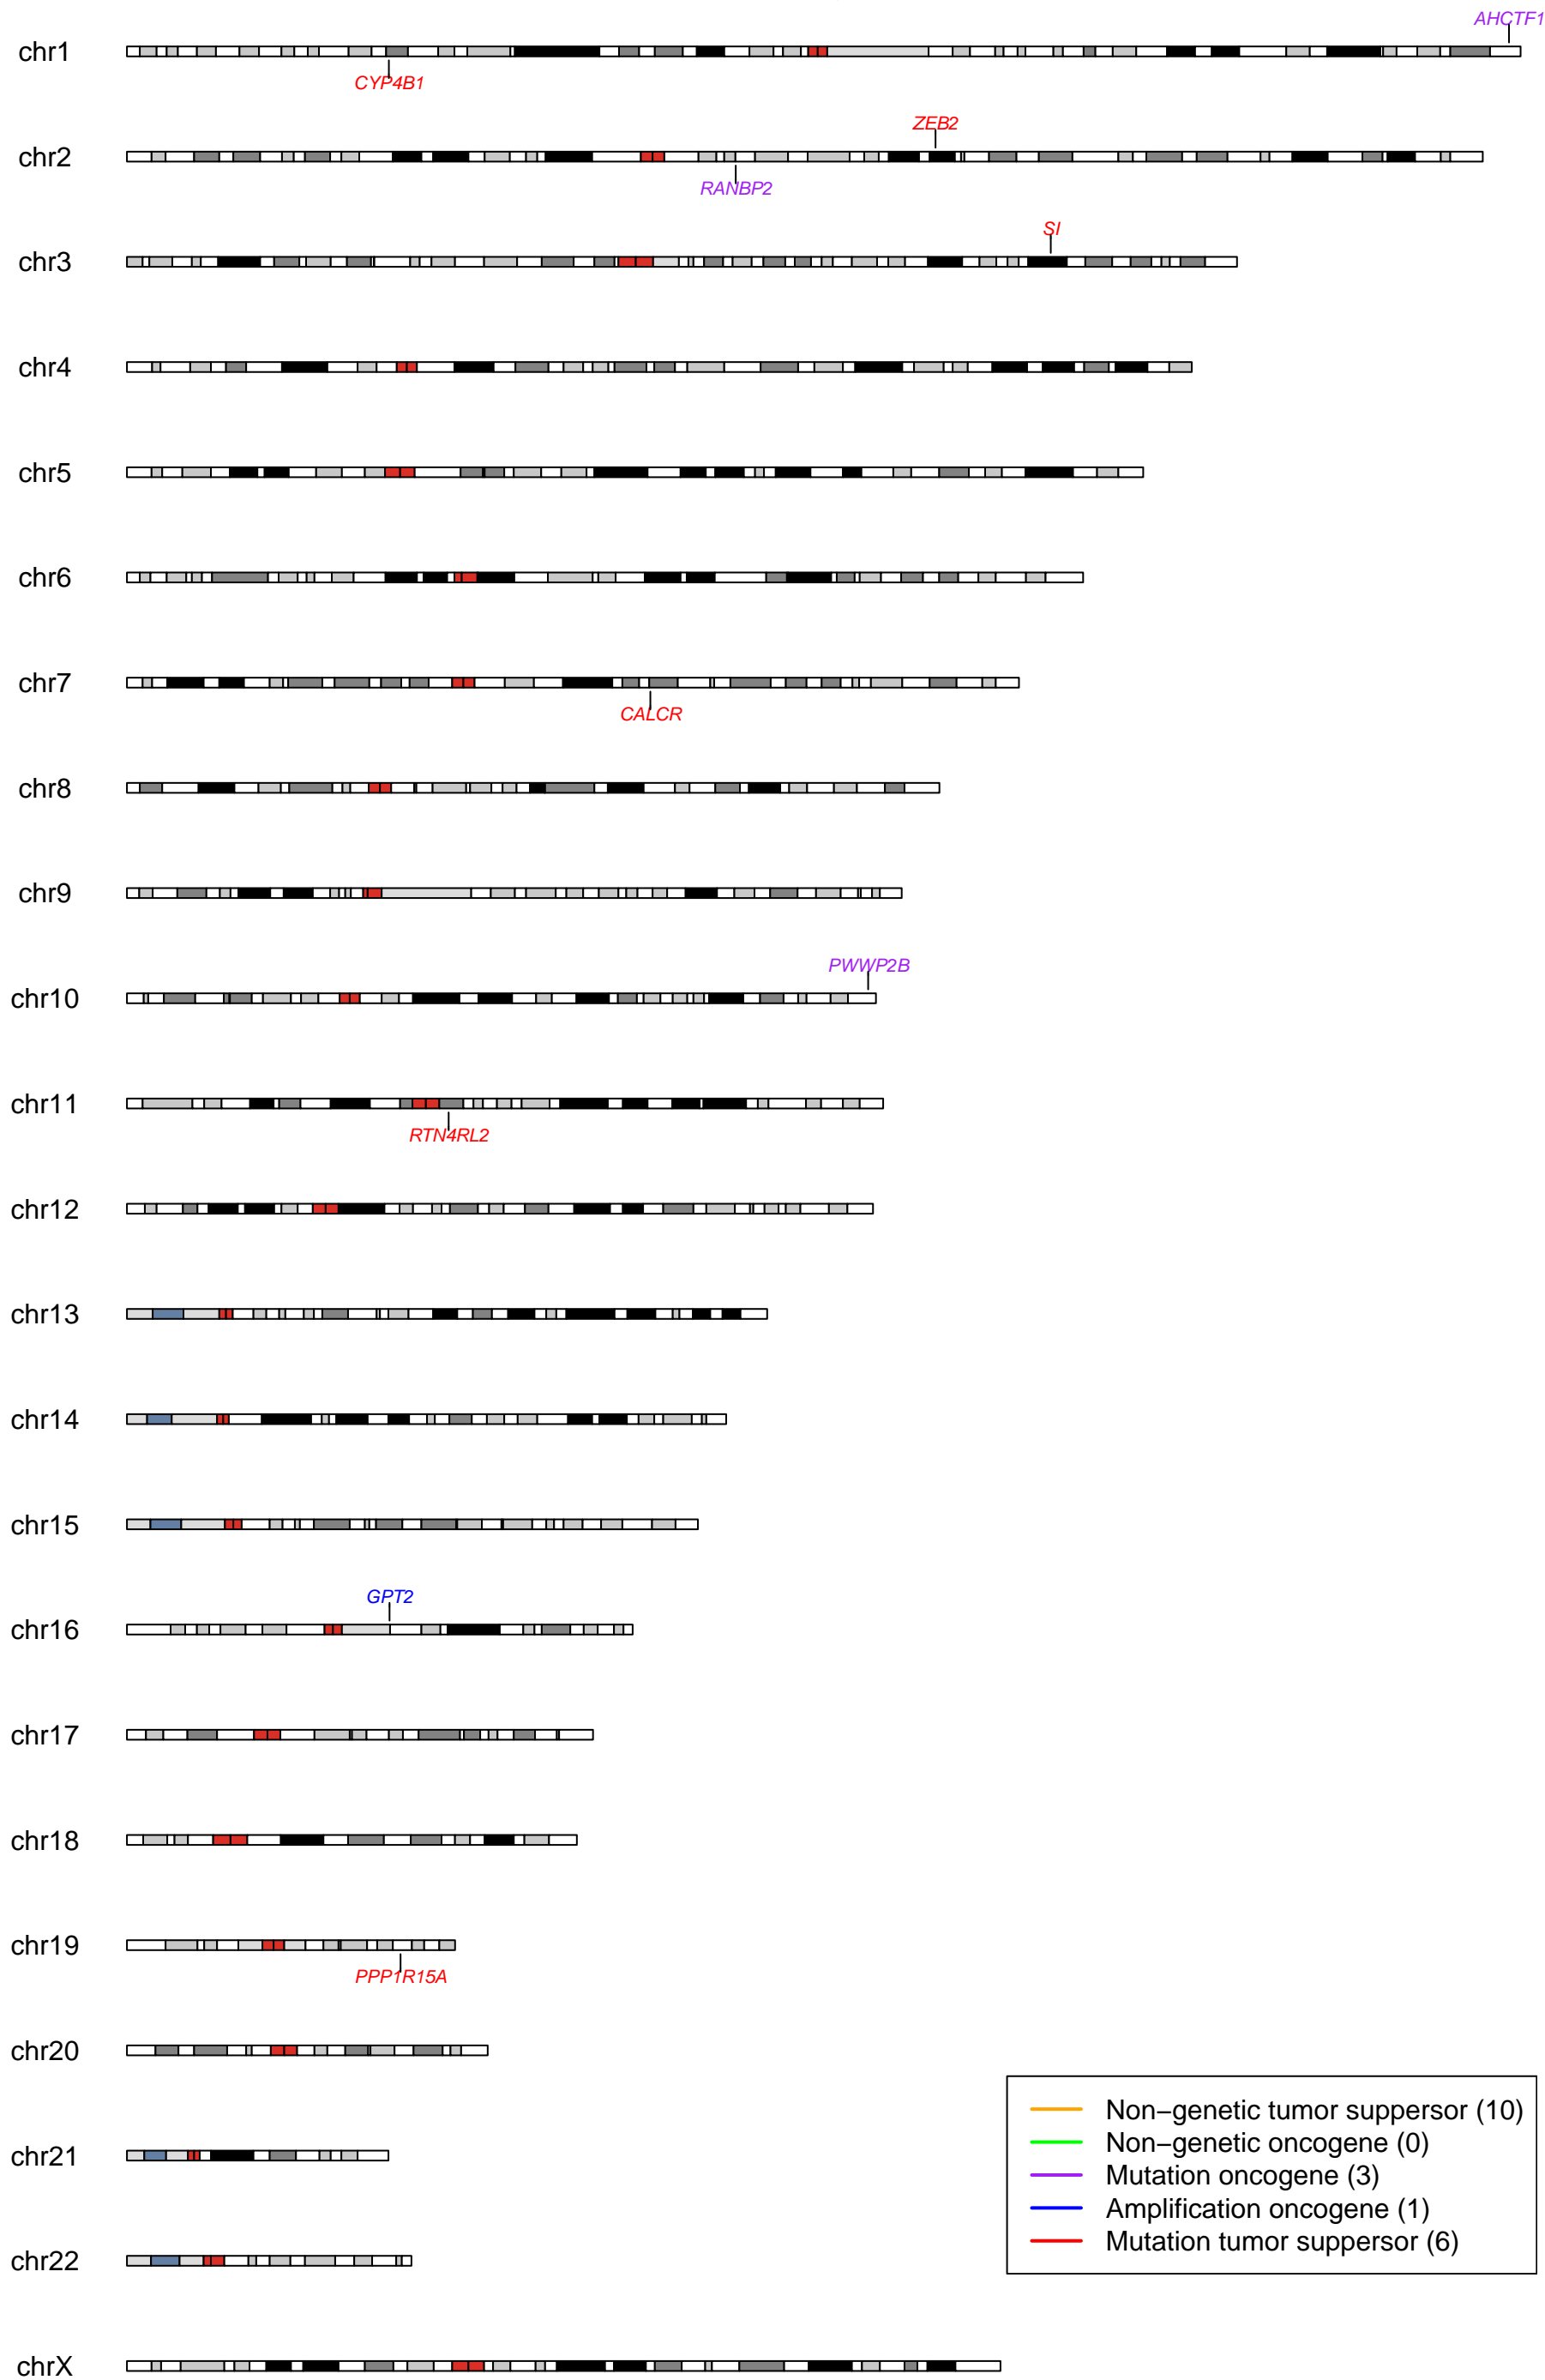 AHCTF1
chr1
CYP4B1
ZEB2
chr2
RANBP2
SI
chr3
chr4
chr5
chr6
chr7
CALCR
chr8
chr9
PWWP2B
chr10
chr11
RTN4RL2
chr12
chr13
chr14
chr15
GPT2
chr16
chr17
chr18
chr19
PPP1R15A
chr20
chr21
chr22
chrX
Non−genetic tumor suppersor (10)
Non−genetic oncogene (0)
Mutation oncogene (3)
Amplification oncogene (1)
Mutation tumor suppersor (6)